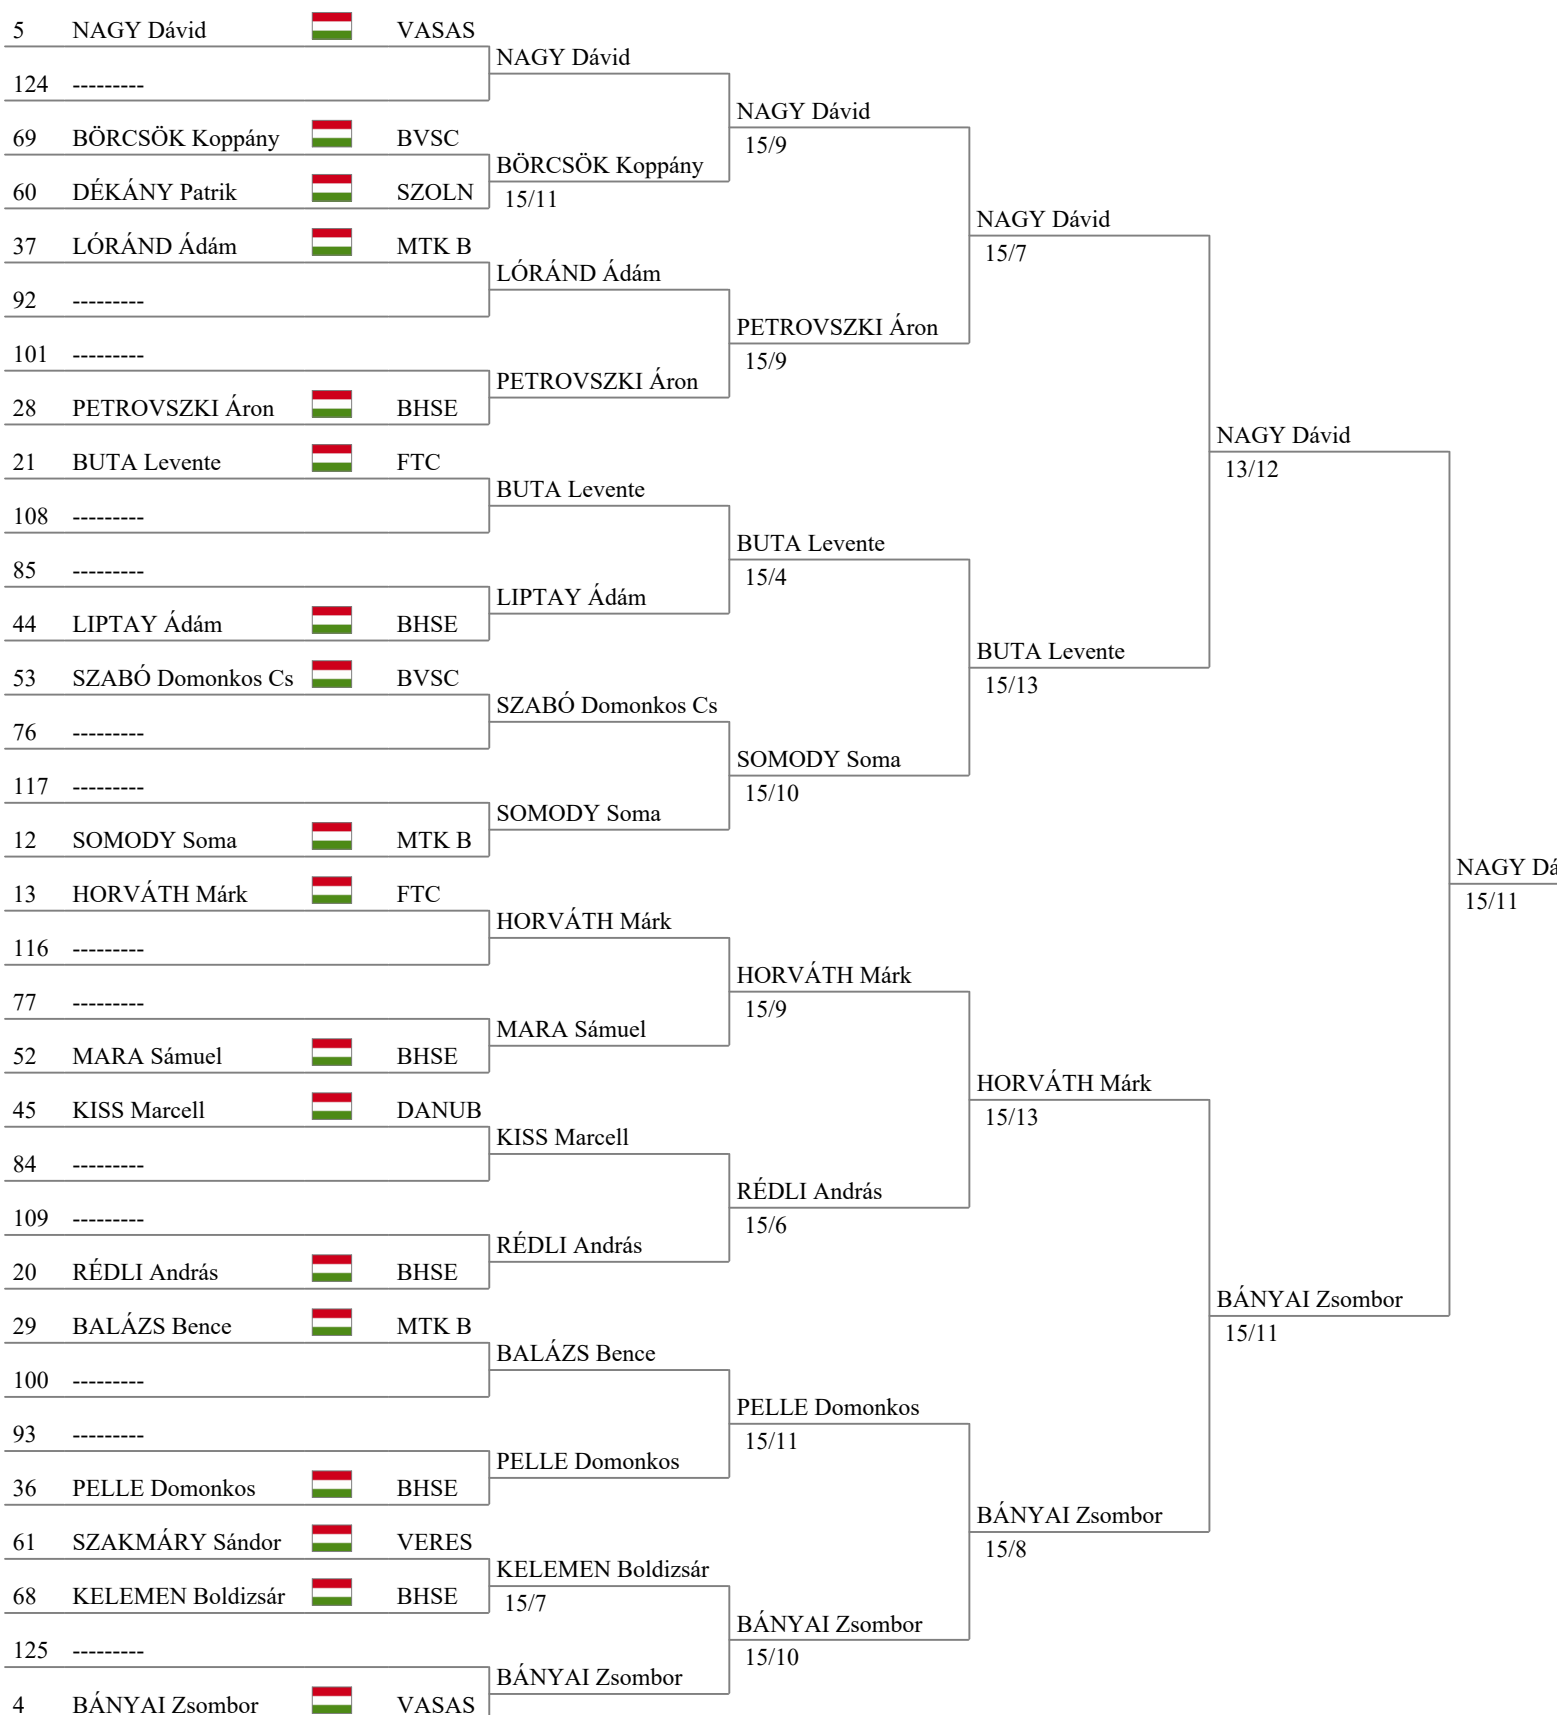 5 NAGY Dávid VASAS
NAGY Dávid
124 ---------
NAGY Dávid
15/9
69 BÖRCSÖK Koppány BVSC
BÖRCSÖK Koppány
15/11
60 DÉKÁNY Patrik SZOLN
NAGY Dávid
15/7
37 LÓRÁND Ádám MTK B
LÓRÁND Ádám
92 ---------
PETROVSZKI Áron
15/9
101 ---------
PETROVSZKI Áron
28 PETROVSZKI Áron BHSE
NAGY Dávid
13/12
21 BUTA Levente FTC
BUTA Levente
108 ---------
BUTA Levente
15/4
85 ---------
LIPTAY Ádám
44 LIPTAY Ádám BHSE
BUTA Levente
15/13
53 SZABÓ Domonkos Cs BVSC
SZABÓ Domonkos Cs
76 ---------
SOMODY Soma
15/10
117 ---------
SOMODY Soma
12 SOMODY Soma MTK B
NAGY Dá
15/11
13 HORVÁTH Márk FTC
HORVÁTH Márk
116 ---------
HORVÁTH Márk
15/9
77 ---------
MARA Sámuel
52 MARA Sámuel BHSE
HORVÁTH Márk
15/13
45 KISS Marcell DANUB
KISS Marcell
84 ---------
RÉDLI András
15/6
109 ---------
RÉDLI András
20 RÉDLI András BHSE
BÁNYAI Zsombor
15/11
29 BALÁZS Bence MTK B
BALÁZS Bence
100 ---------
PELLE Domonkos
15/11
93 ---------
PELLE Domonkos
36 PELLE Domonkos BHSE
BÁNYAI Zsombor
15/8
61 SZAKMÁRY Sándor VERES
KELEMEN Boldizsár
15/7
68 KELEMEN Boldizsár BHSE
BÁNYAI Zsombor
15/10
125 ---------
BÁNYAI Zsombor
4 BÁNYAI Zsombor VASAS